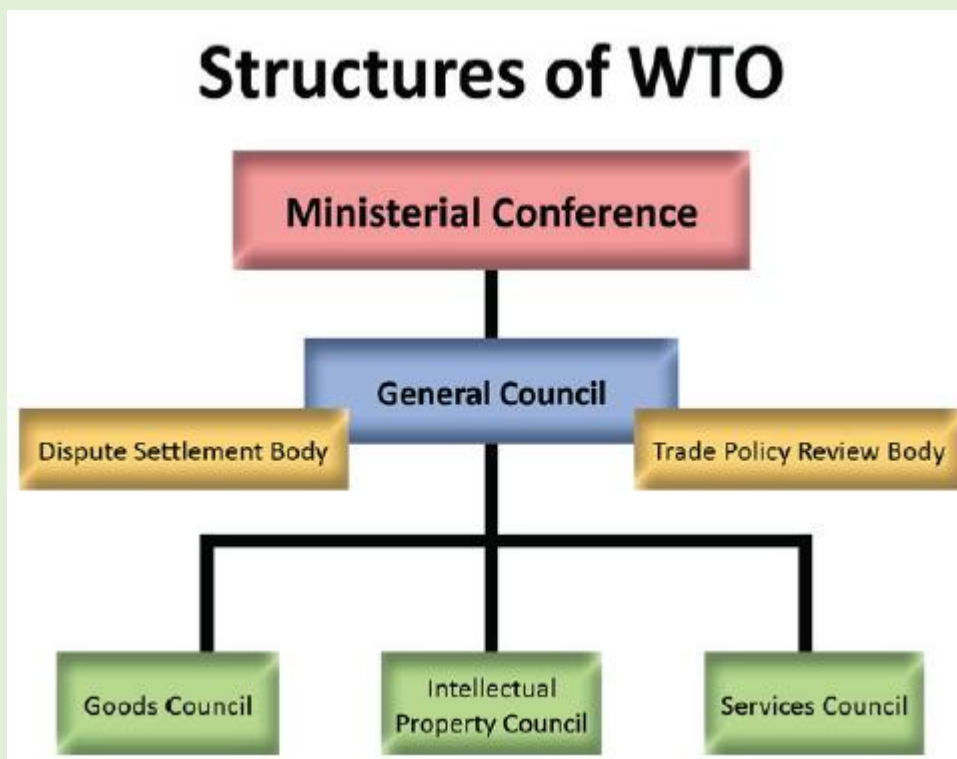 Structures of WTO
Ministerial Conference
General Council
Dispute Settlement Body
Trade Policy Review Body
Goods Council
Intellectual
Property Council
Services Council